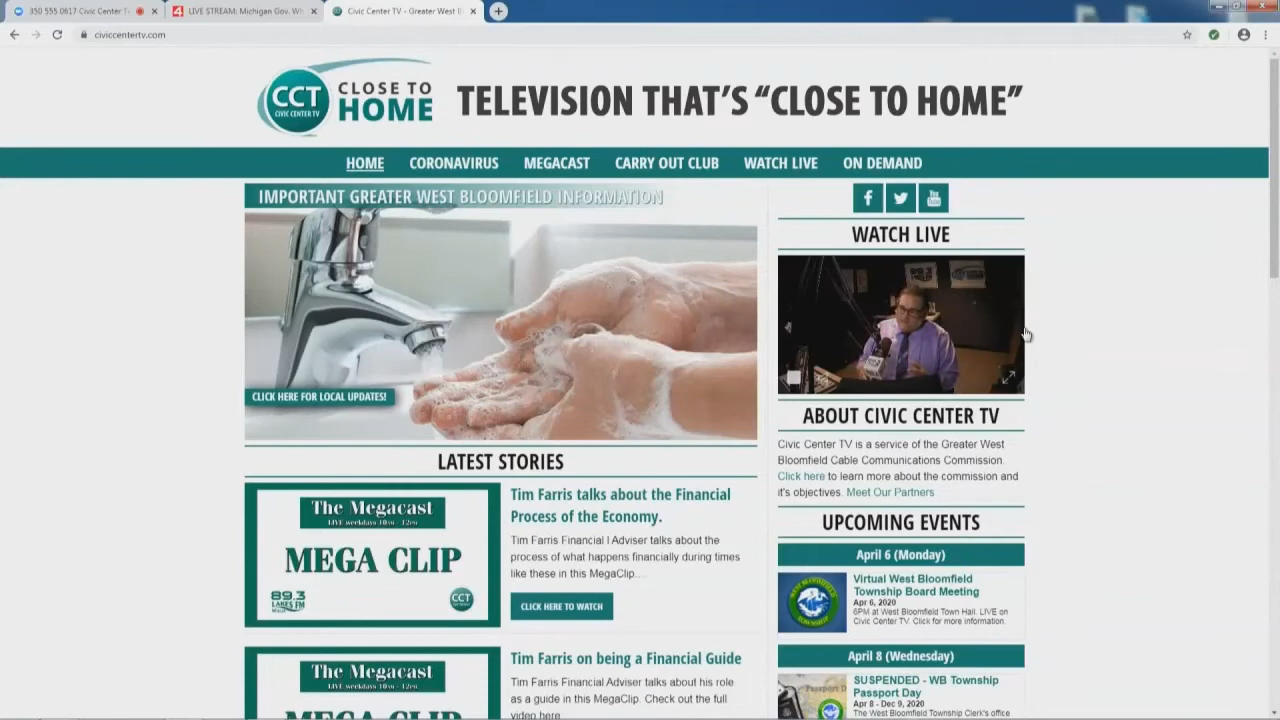 350 555 0617 Civic Center T
LIVE STREAM: Michigan Gov. Wh
Civic Center TV - Greater West B
civiccentertv.com
CCT
CIVIC CENTER TV
CLOSE TO
HOME
TELEVISION THAT'S “CLOSE TO HOME”
HOME
CORONAVIRUS
MEGACAST
CARRY OUT CLUB
WATCH LIVE
ON DEMAND
IMPORTANT GREATER WEST BLOOMFIELD INFORMATION
CLICK HERE FOR LOCAL UPDATES!
LATEST STORIES
The Megacast
LIVE weekdays 10AM - 12PM
MEGA CLIP
89.3
LAKES FM
CCT
Tim Farris talks about the Financial
Process of the Economy.
Tim Farris Financial l Adviser talks about the
process of what happens financially during times
like these in this MegaClip...
CLICK HERE TO WATCH
The Megacast
LIVE weekdays 10AM - 12PM
MEGA CLIP
Tim Farris on being a Financial Guide
Tim Farris Financial Adviser talks about his role
as a guide in this MegaClip. Check out the full
video here
You
Tube
WATCH LIVE
ABOUT CIVIC CENTER TV
Civic Center TV is a service of the Greater West
Bloomfield Cable Communications Commission.
Click here to learn more about the commission and
it's objectives. Meet Our Partners
UPCOMING EVENTS
April 6 (Monday)
WEST BLOOMFIELD
TOWNSHIP
Virtual West Bloomfield
Township Board Meeting
Apr 6, 2020
6PM at West Bloomfield Town Hall. LIVE on
Civic Center TV. Click for more information.
April 8 (Wednesday)
Passport D
SUSPENDED - WB Township
Passport Day
Apr 8 - Dec 9, 2020
The West Bloomfield Township Clerk's office